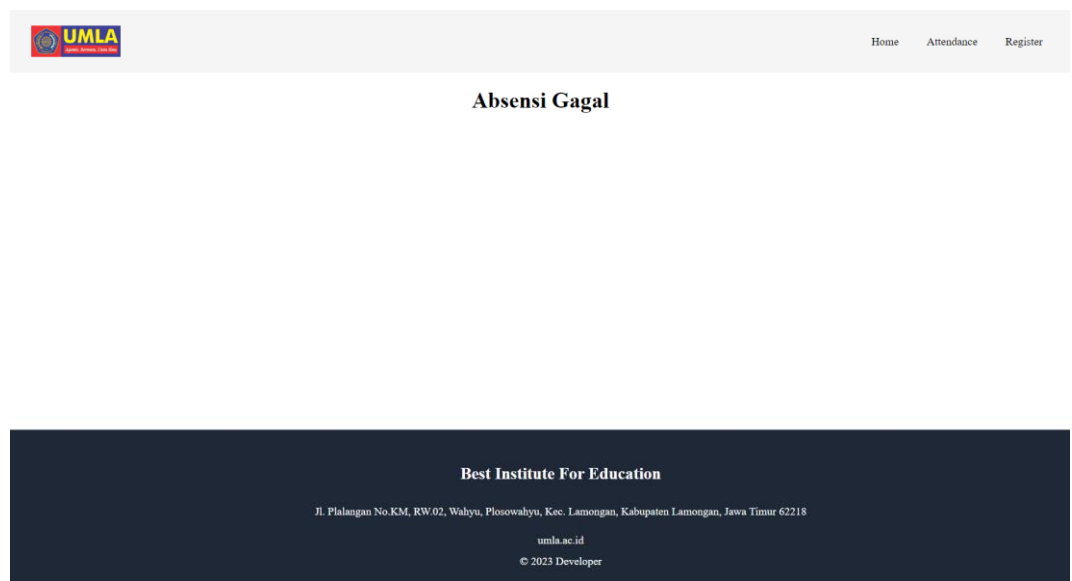 UMLA
Home Attendance Register
Absensi Gagal
Best Institute For Education
Jl. Plalangan No.KM, RW.02, Wahyu, Plosowahyu, Kec. Lamongan, Kabupaten Lamongan, Jawa Timur 62218
umla.ac.id
© 2023 Developer